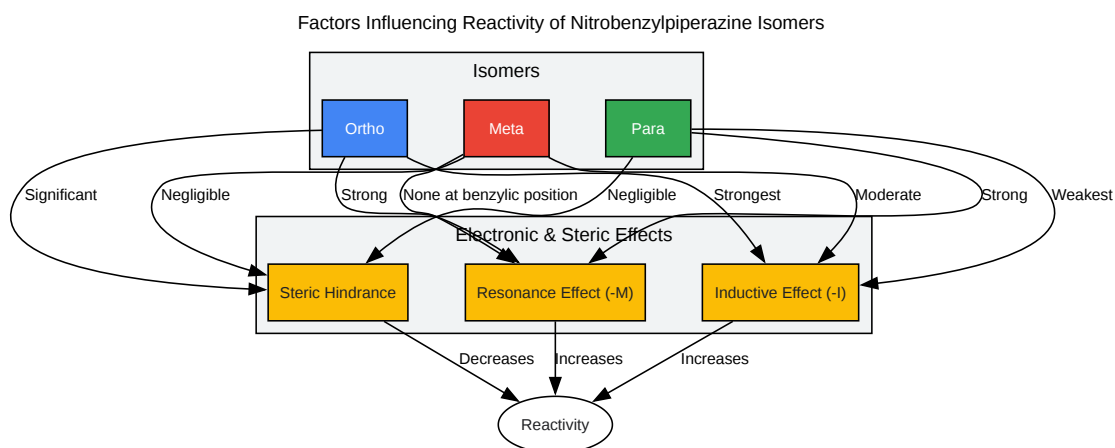 Factors Influencing Reactivity of Nitrobenzylpiperazine Isomers
Isomers
Ortho
Meta
Para
Significant
Negligible
Strong
None at benzylic position
Negligible
Strongest
Moderate
Strong
Weakest
Electronic & Steric Effects
Steric Hindrance
Resonance Effect (-M)
Inductive Effect (-I)
Decreases
Increases
Increases
Reactivity